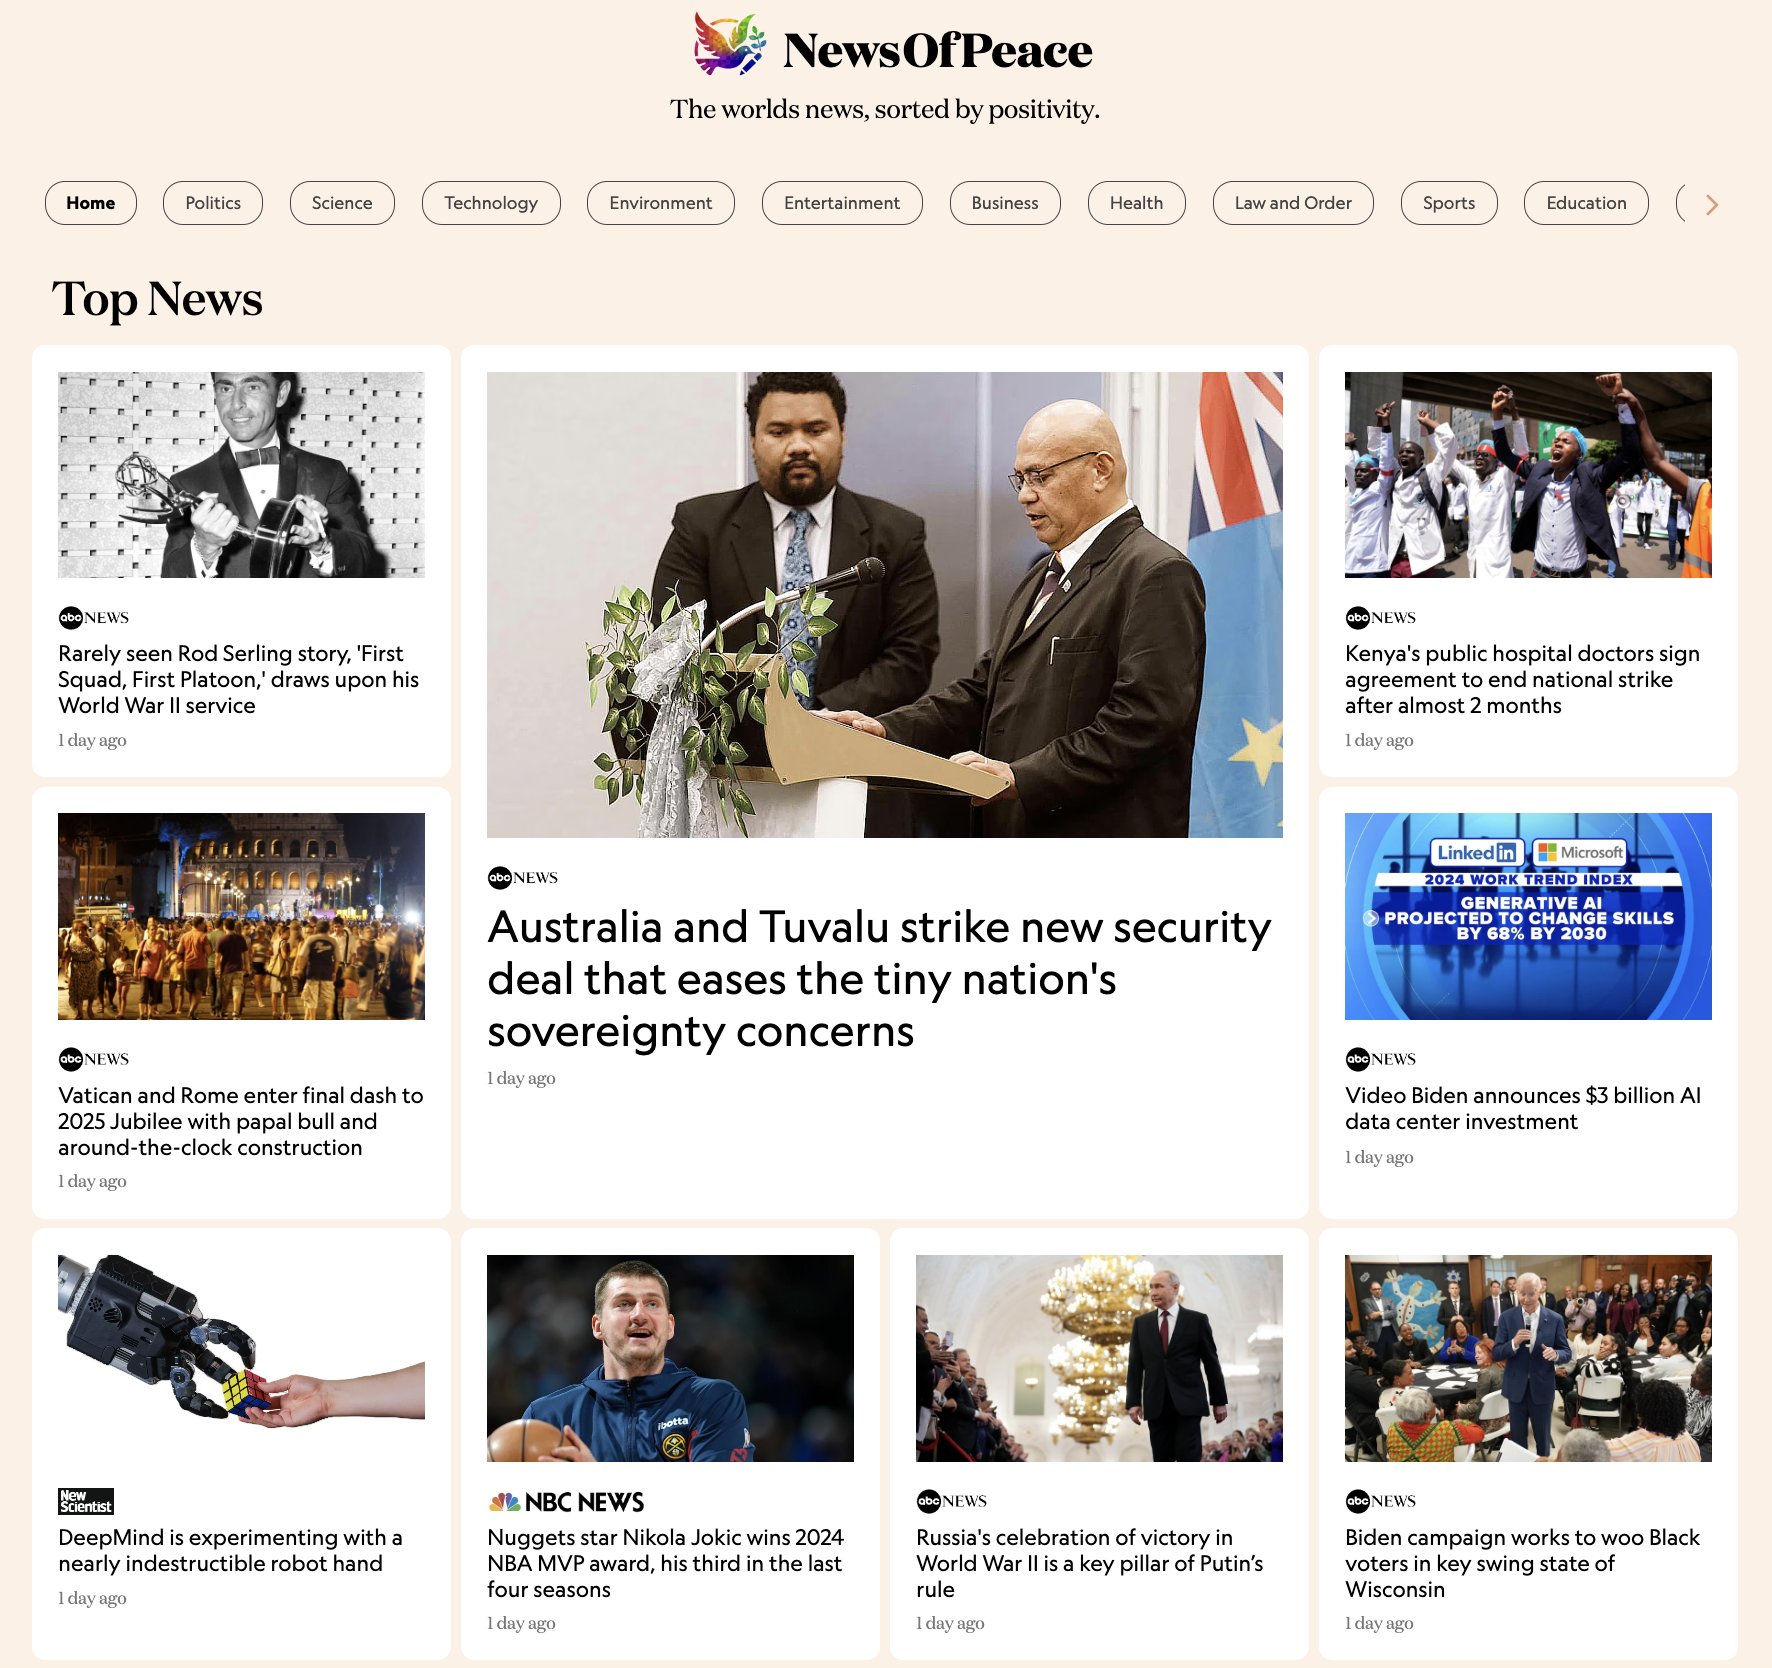 NewsOfPeace
The worlds news, sorted by positivity.
Home
Politics
Science
Technology
Environment
Entertainment
Business
Health
Law and Order
Sports
Education
Top News
abc NEWS
Rarely seen Rod Serling story, 'First
Squad, First Platoon,' draws upon his
World War II service
1 day ago
abc NEWS
Australia and Tuvalu strike new security
deal that eases the tiny nation's
sovereignty concerns
1 day ago
abc NEWS
Kenya's public hospital doctors sign
agreement to end national strike
after almost 2 months
1 day ago
abc NEWS
Vatican and Rome enter final dash to
2025 Jubilee with papal bull and
around-the-clock construction
1 day ago
Linked in
Microsoft
2024 WORK TREND INDEX
GENERATIVE AI
PROJECTED TO CHANGE SKILLS
BY 68% BY 2030
abc NEWS
Video Biden announces $3 billion AI
data center investment
1 day ago
New
Scientist
DeepMind is experimenting with a
nearly indestructible robot hand
1 day ago
ibotta
NBC NEWS
Nuggets star Nikola Jokic wins 2024
NBA MVP award, his third in the last
four seasons
1 day ago
abc NEWS
Russia's celebration of victory in
World War II is a key pillar of Putin’s
rule
1 day ago
abc NEWS
Biden campaign works to woo Black
voters in key swing state of
Wisconsin
1 day ago